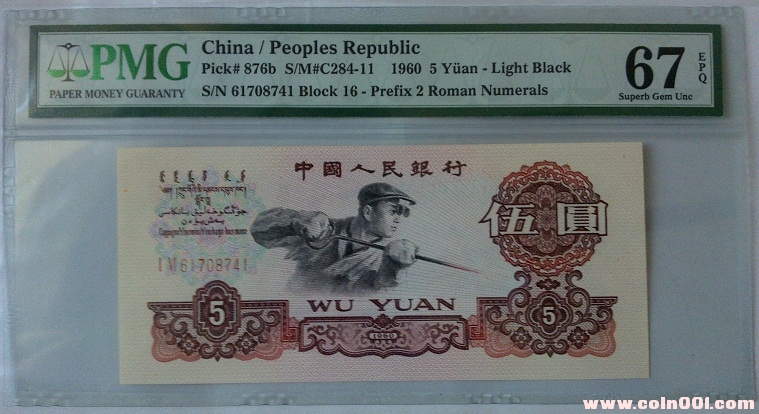 PMG
PAPER MONEY GUARANTY
China / Peoples Republic
Pick# 876b S/M#C284-11 1960 5 Yüan - Light Black
S/N 61708741 Block 16 - Prefix 2 Roman Numerals
67
EPQ
Superb Gem Unc
中國人民銀行
伍圓
I M 61708741
WU YUAN
5
1960
5
www.coin001.com